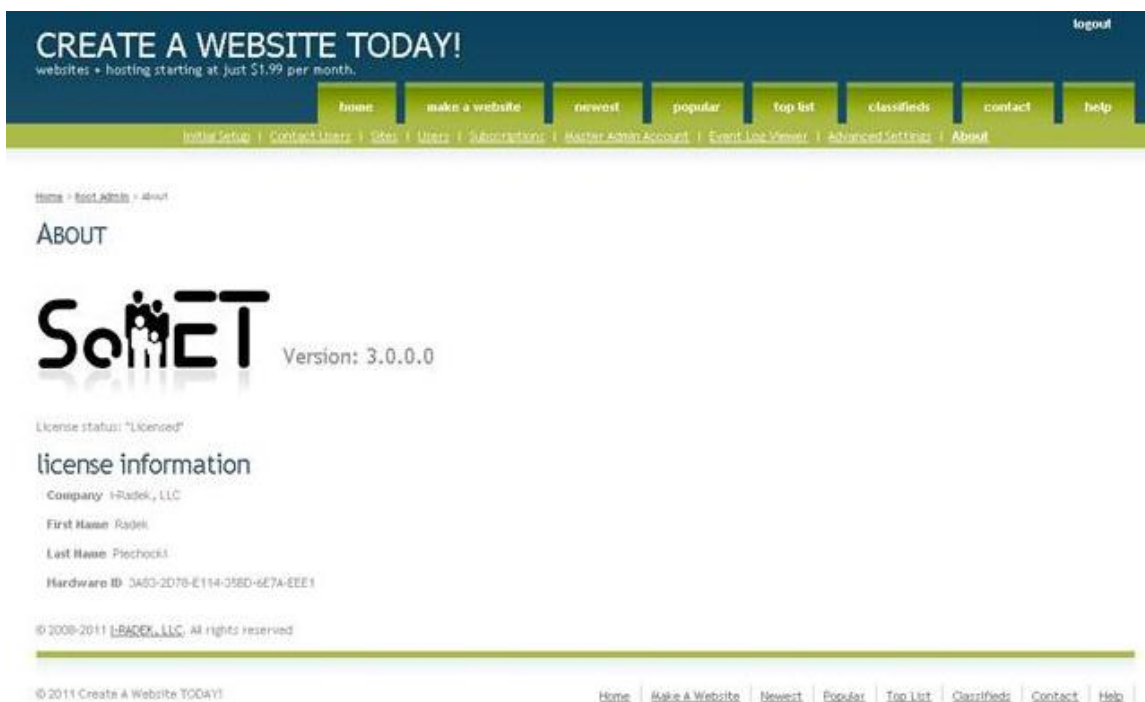 logout
CREATE A WEBSITE TODAY!
websites + hosting starting at just $1.99 per month.
home make a website newest popular top list classifieds contact help
Initial Setup | Contact Users | Sites | Users | Subscriptions | Master Admin Account | Event Log Viewer | Advanced Settings | About
Home > Root Admin > About
ABOUT
SoMET Version: 3.0.0.0
License status: "Licensed"
license information
Company I-Radek, LLC
First Name Radek
Last Name Piechocki
Hardware ID 3A83-2D78-E114-35BD-6E7A-EEE1
© 2008-2011 I-RADEK, LLC. All rights reserved
© 2011 Create A Website TODAY! Home | Make A Website | Newest | Popular | Top List | Classifieds | Contact | Help |